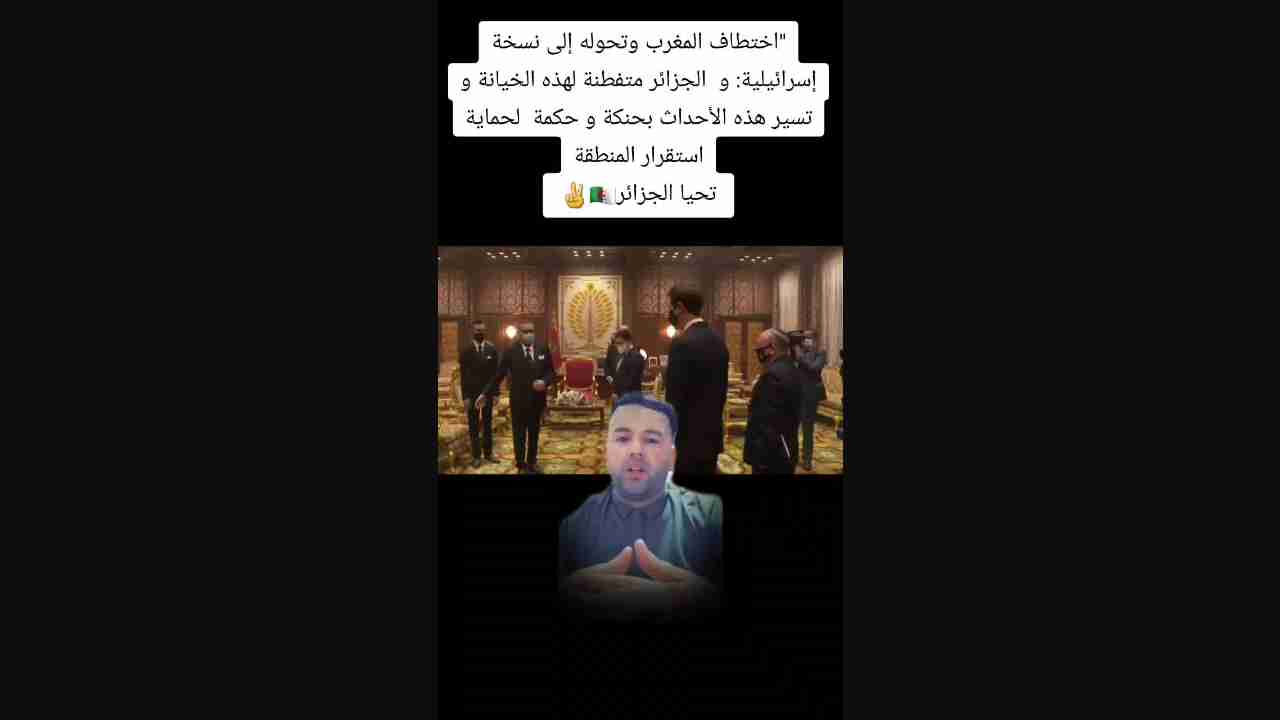 "اختطاف المغرب وتحوله إلى نسخة
إسرائيلية: و الجزائر متفطنة لهذه الخيانة و
تسير هذه الأحداث بحنكة و حكمة لحماية
استقرار المنطقة
تحيا الجزائر🇩🇿✌️